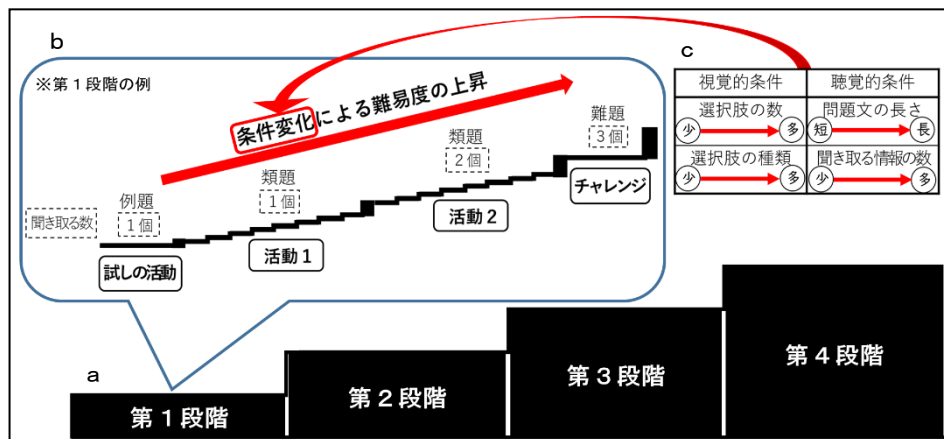 b
※第1段階の例
条件変化による難易度の上昇
聞き取る数
例題
1個
試しの活動
類題
1個
活動1
類題
2個
活動2
難題
3個
チャレンジ
c
視覚的条件
聴覚的条件
選択肢の数
少
多
問題文の長さ
短
長
選択肢の種類
少
多
聞き取る情報の数
少
多
a
第1段階
第2段階
第3段階
第4段階